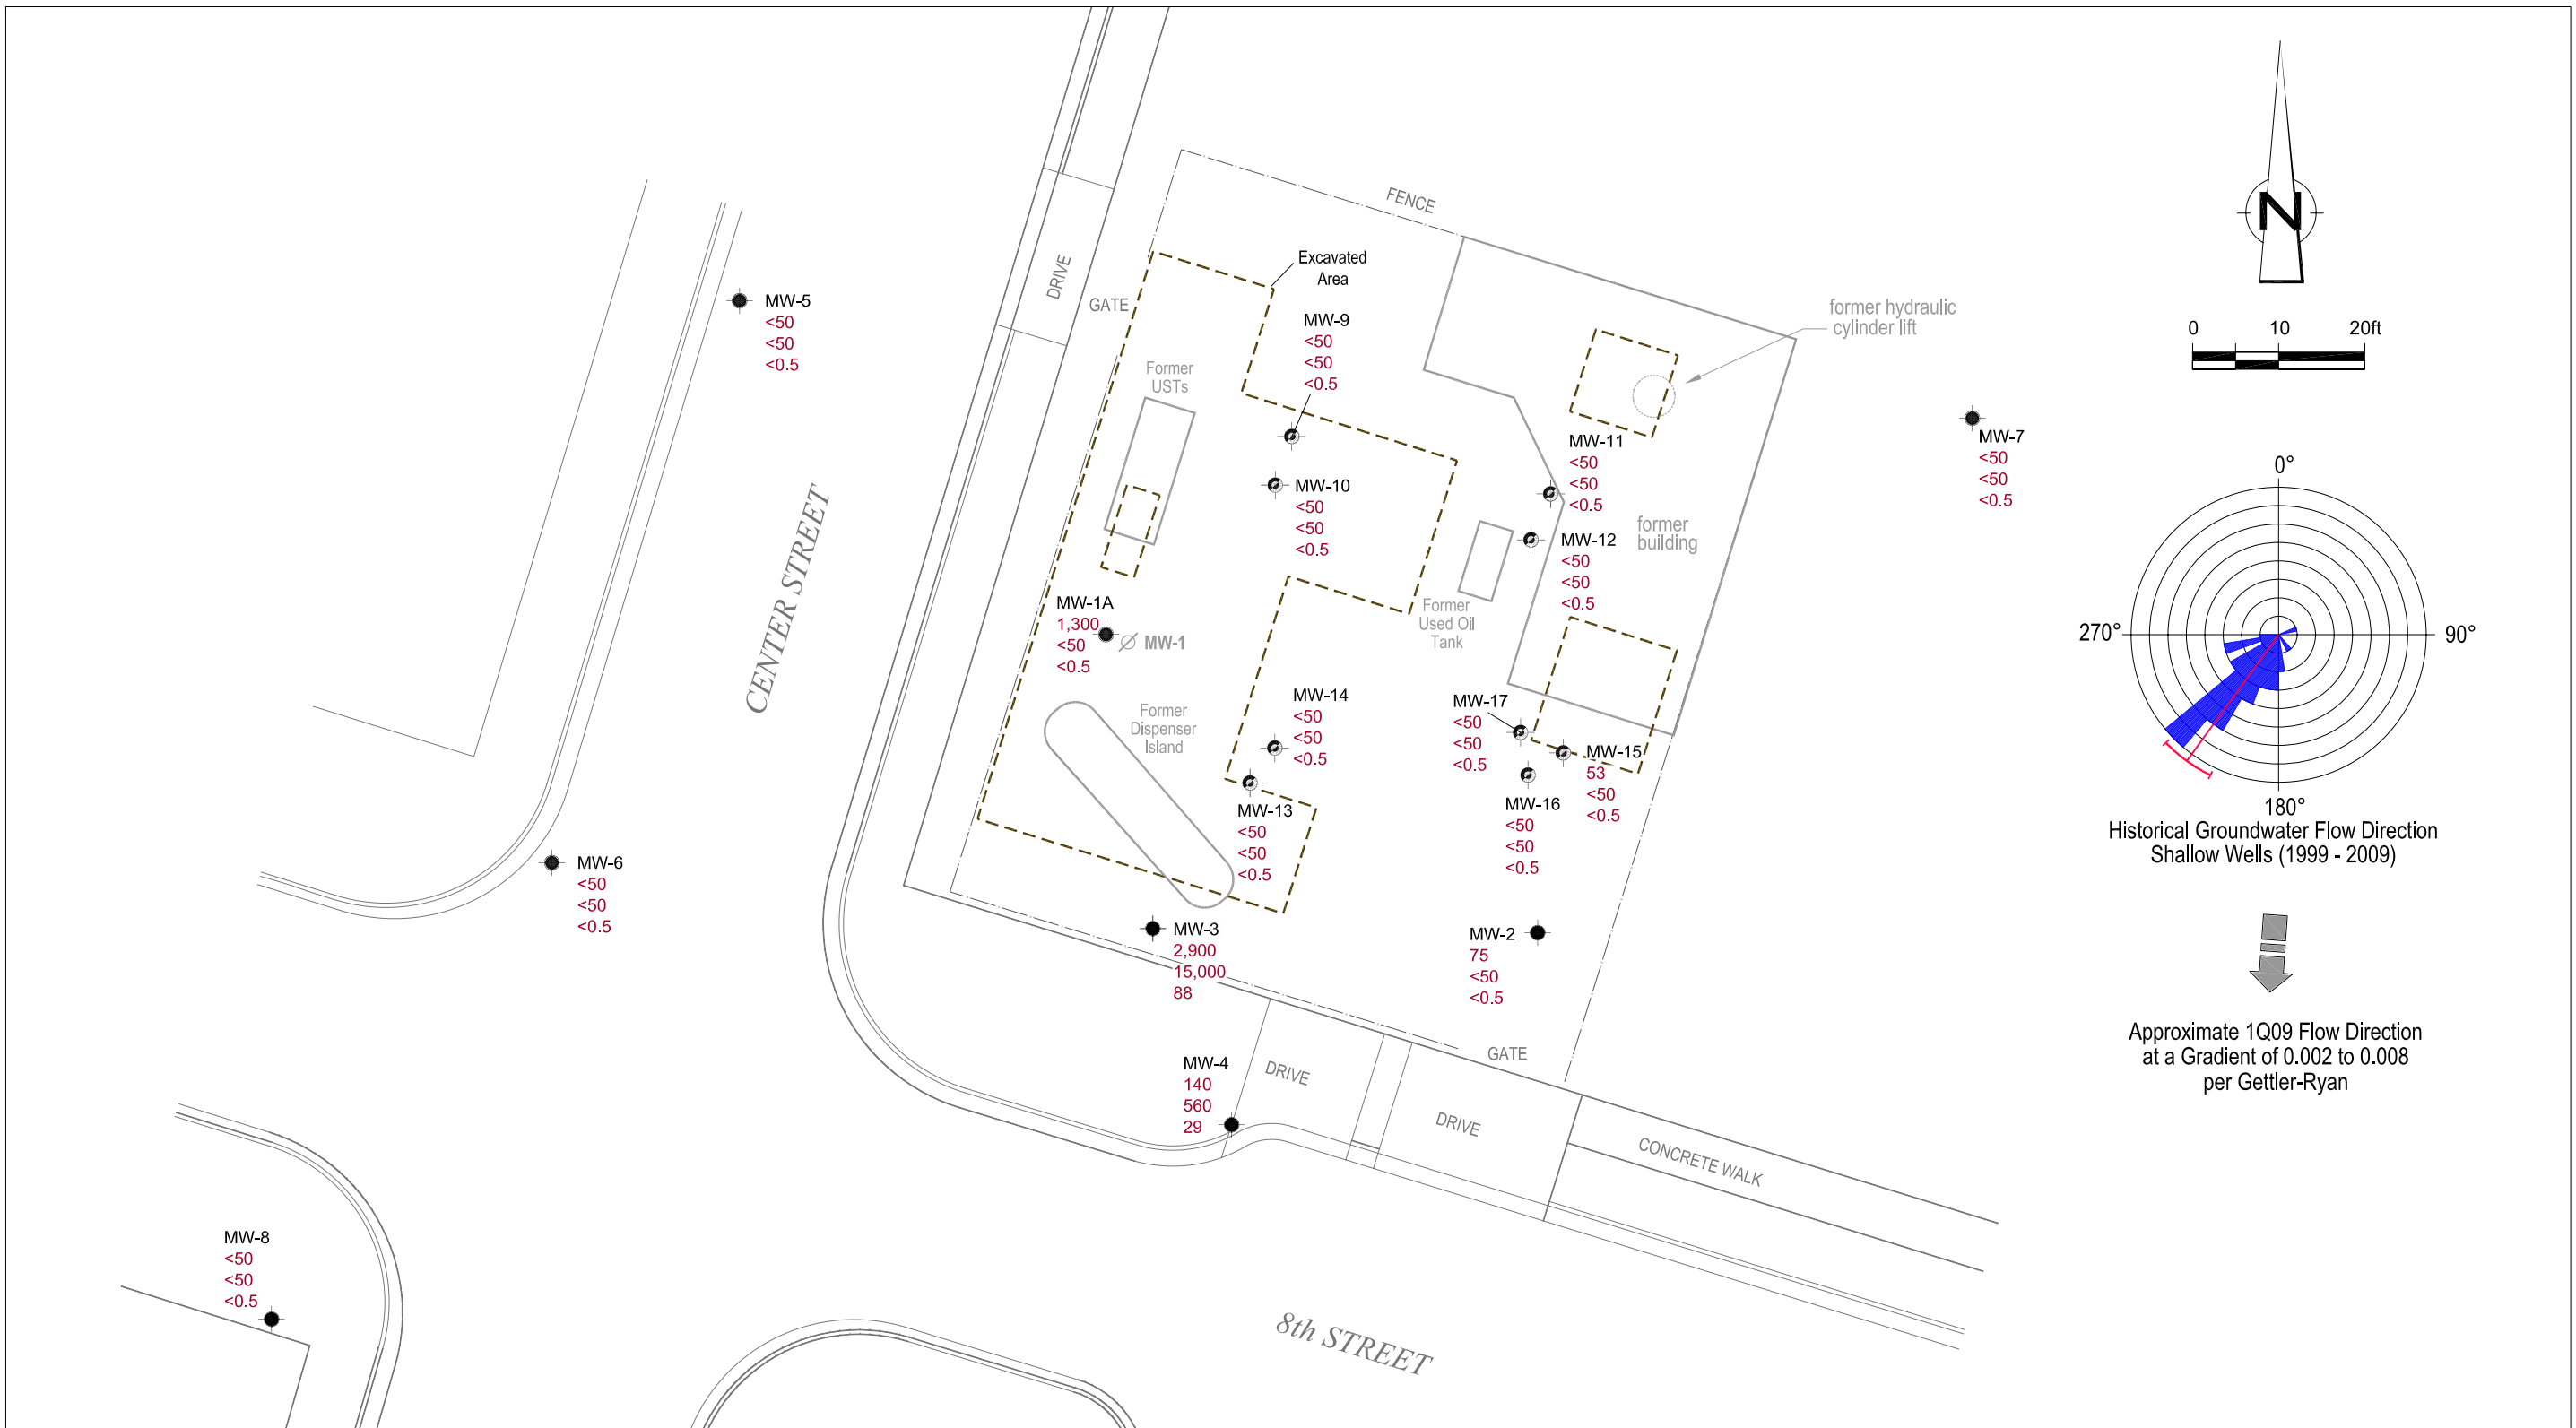 FENCE
Excavated
Area
DRIVE
GATE
MW-5
<50
<50
<0.5
MW-9
<50
<50
<0.5
former hydraulic
cylinder lift
N
0 10 20ft
Former
USTs
MW-10
<50
<50
<0.5
MW-11
<50
<50
<0.5
MW-7
<50
<50
<0.5
MW-12
<50
<50
<0.5
former
building
CENTER STREET
MW-1A
1,300
<50
<0.5
MW-1
Former
Used Oil
Tank
0°
90°
180°
270°
Historical Groundwater Flow Direction
Shallow Wells (1999 - 2009)
Former
Dispenser
Island
MW-14
<50
<50
<0.5
MW-17
<50
<50
<0.5
MW-15
53
<50
<0.5
MW-13
<50
<50
<0.5
MW-16
<50
<50
<0.5
MW-6
<50
<50
<0.5
MW-3
2,900
15,000
88
MW-2
75
<50
<0.5
Approximate 1Q09 Flow Direction
at a Gradient of 0.002 to 0.008
per Gettler-Ryan
MW-4
140
560
29
DRIVE
GATE
DRIVE
CONCRETE WALK
MW-8
<50
<50
<0.5
8th STREET